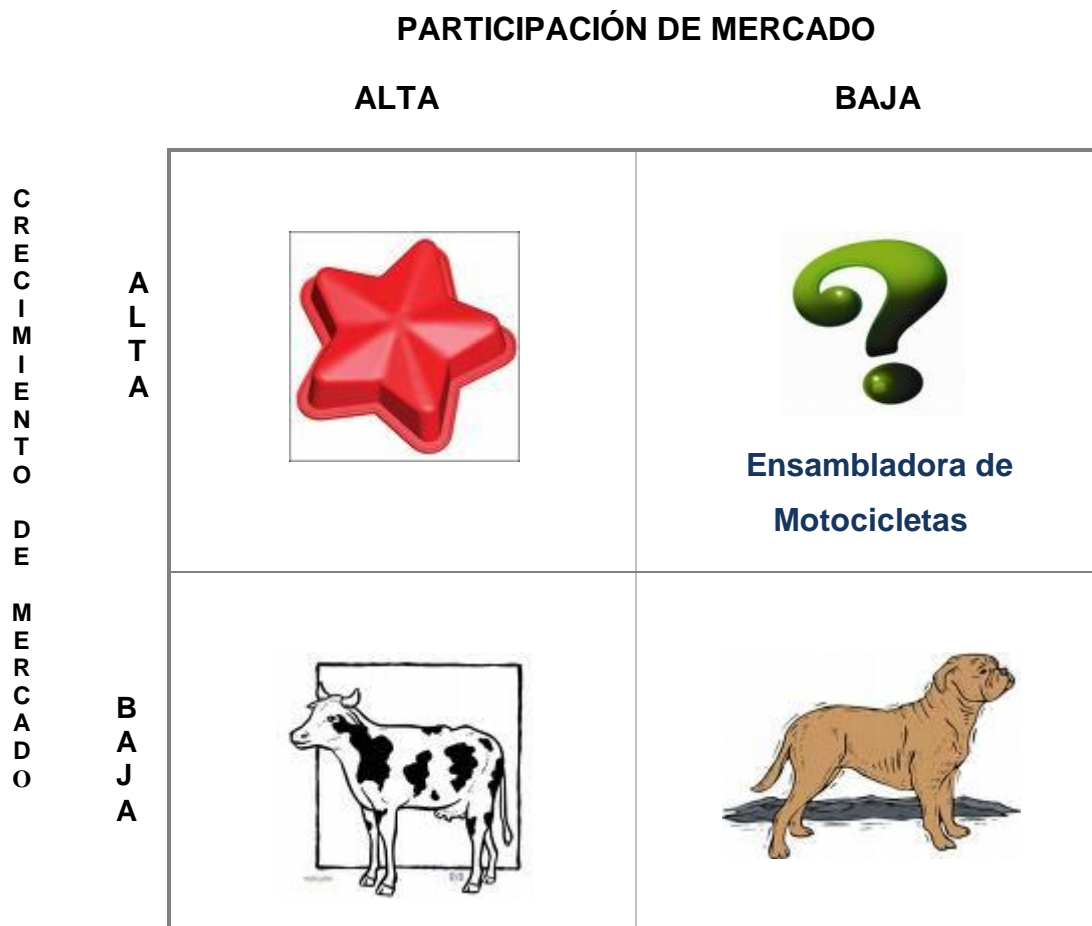 PARTICIPACIÓN DE MERCADO
ALTA BAJA
CRECIMIENTO DE MERCADO
ALTA
Ensambladora de
Motocicletas
BAJA